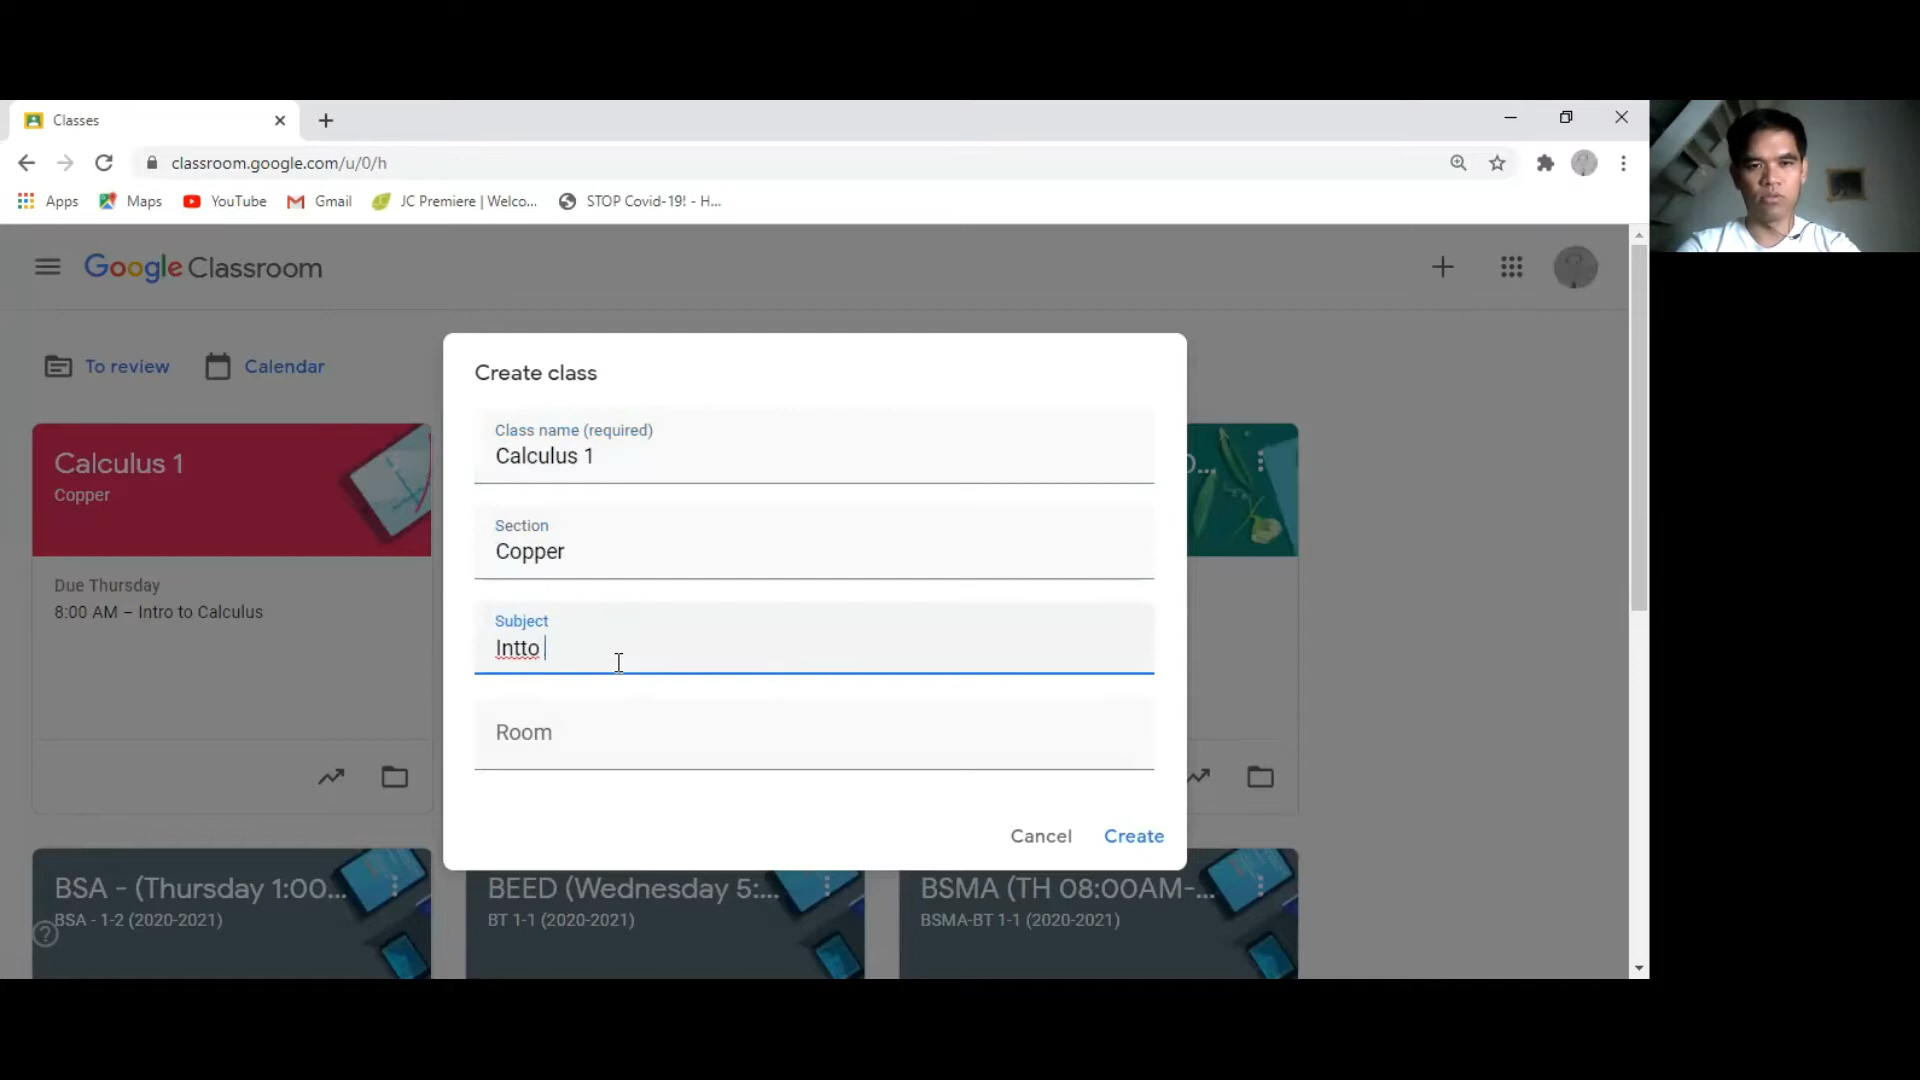 Classes
classroom.google.com/u/0/h
Apps
Maps
YouTube
Gmail
JC Premiere | Welco...
STOP Covid-19! - H...
Google Classroom
To review
Calendar
Create class
Class name (required)
Calculus 1
Section
Copper
Subject
Intto
Room
Cancel
Create
Calculus 1
Copper
Due Thursday
8:00 AM – Intro to Calculus
BSA - (Thursday 1:00...
BSA - 1-2 (2020-2021)
BEED (Wednesday 5:...
BT 1-1 (2020-2021)
BSMA (TH 08:00AM-...
BSMA-BT 1-1 (2020-2021)